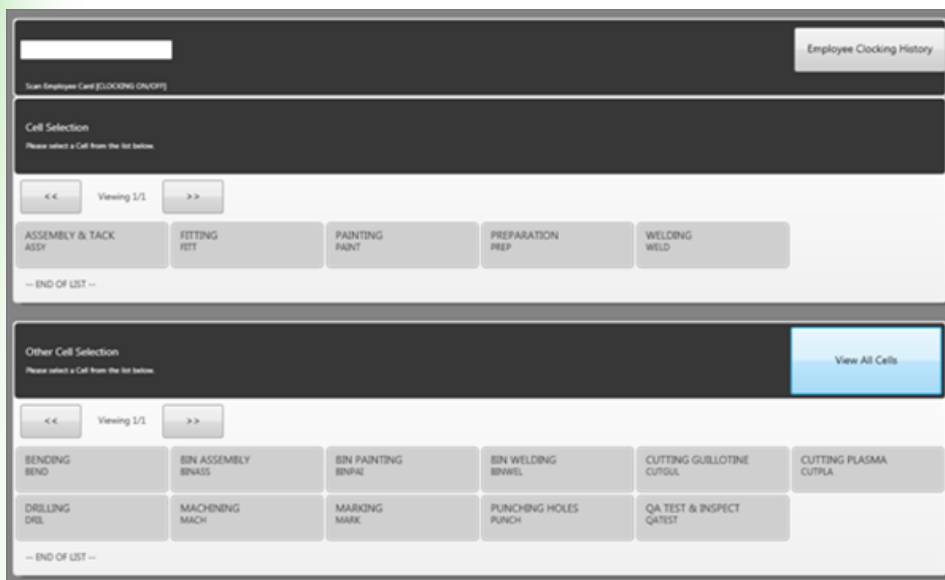 Employee Clocking History
Scan Employee Card [CLOCKING ON/OFF]
Cell Selection
Please select a Cell from the list below.
<< Viewing 1/1 >>
ASSEMBLY & TACK FITTING PAINTING PREPARATION WELDING
ASSY FITT PAINT PREP WELD
-- END OF LIST --
Other Cell Selection
View All Cells
Please select a Cell from the list below.
<< Viewing 1/1 >>
BENDING BIN ASSEMBLY BIN PAINTING BIN WELDING CUTTING GUILLOTINE CUTTING PLASMA
BEND BINASS BINPAI BINWEL CUTGUL CUTPLA
DRILLING MACHINING MARKING PUNCHING HOLES QA TEST & INSPECT
DRIL MACH MARK PUNCH QATEST
-- END OF LIST --